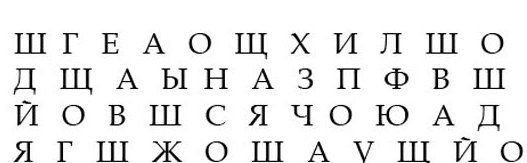 Ш Г Е А О Щ Х И Л Ш О
Д Щ А Ы Н А З П Ф В Ш
Й О В Ш С Я Ч О Ю А Д
Я Г Ш Ж О Ш А У Щ Й О